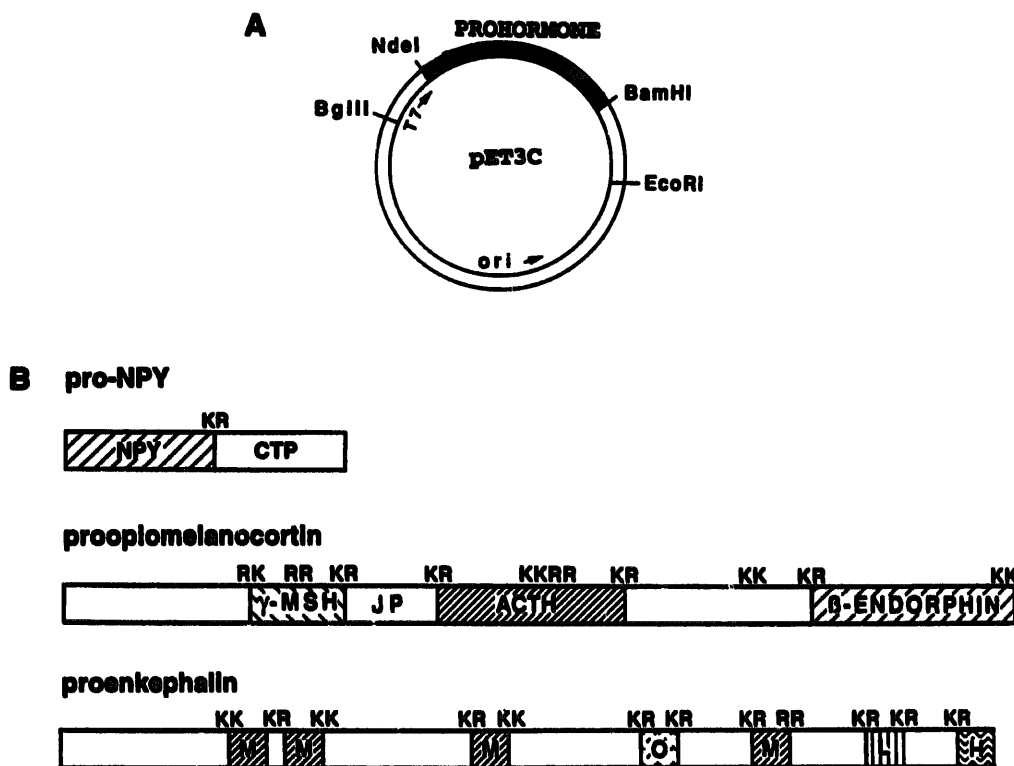 A
PROHORMONE
NdeI
BamHI
BglII
T7
pET3C
EcoRI
ori
B pro-NPY
KR
NPY CTP
proopiomelanocortin
RK RR KR KR KKRR KR KK KR KK
γ-MSH JP ACTH ß-ENDORPHIN
proenkephalin
KK KR KK KR KK KR KR KR RR KR KR KR
M M M O M L H